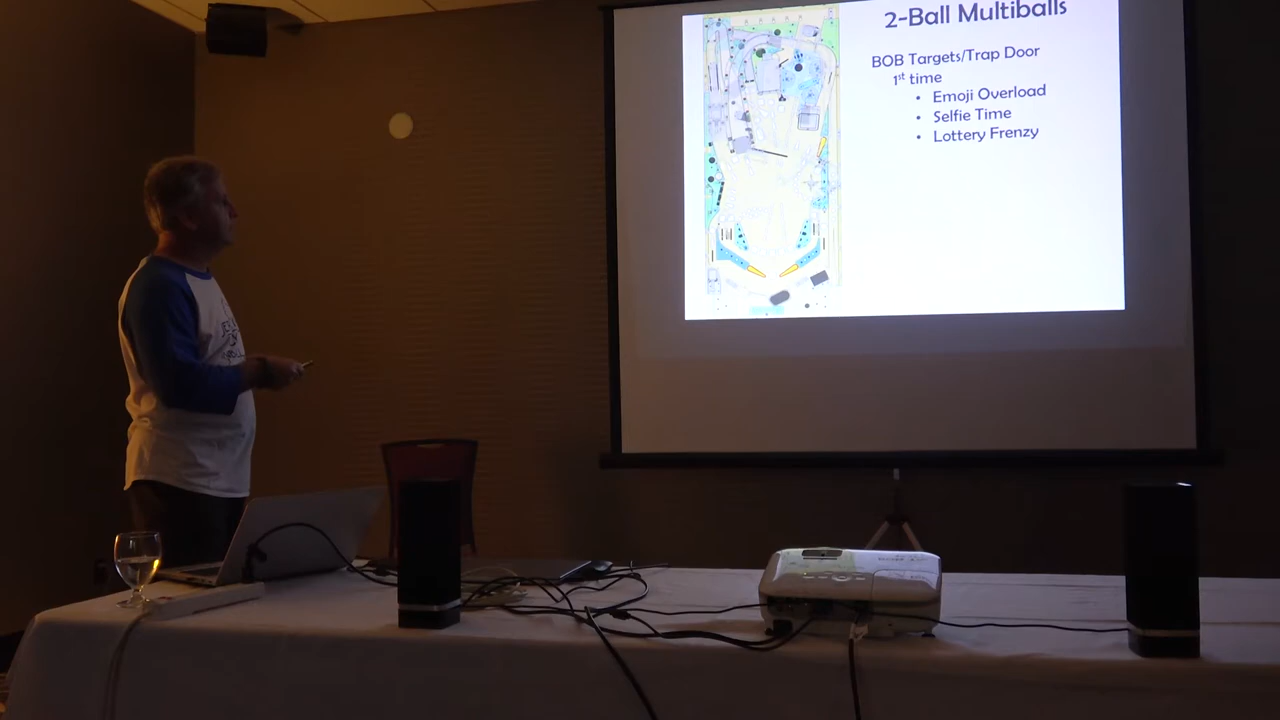 2-Ball Multiballs
BOB Targets/Trap Door
1st time
• Emoji Overload
• Selfie Time
• Lottery Frenzy